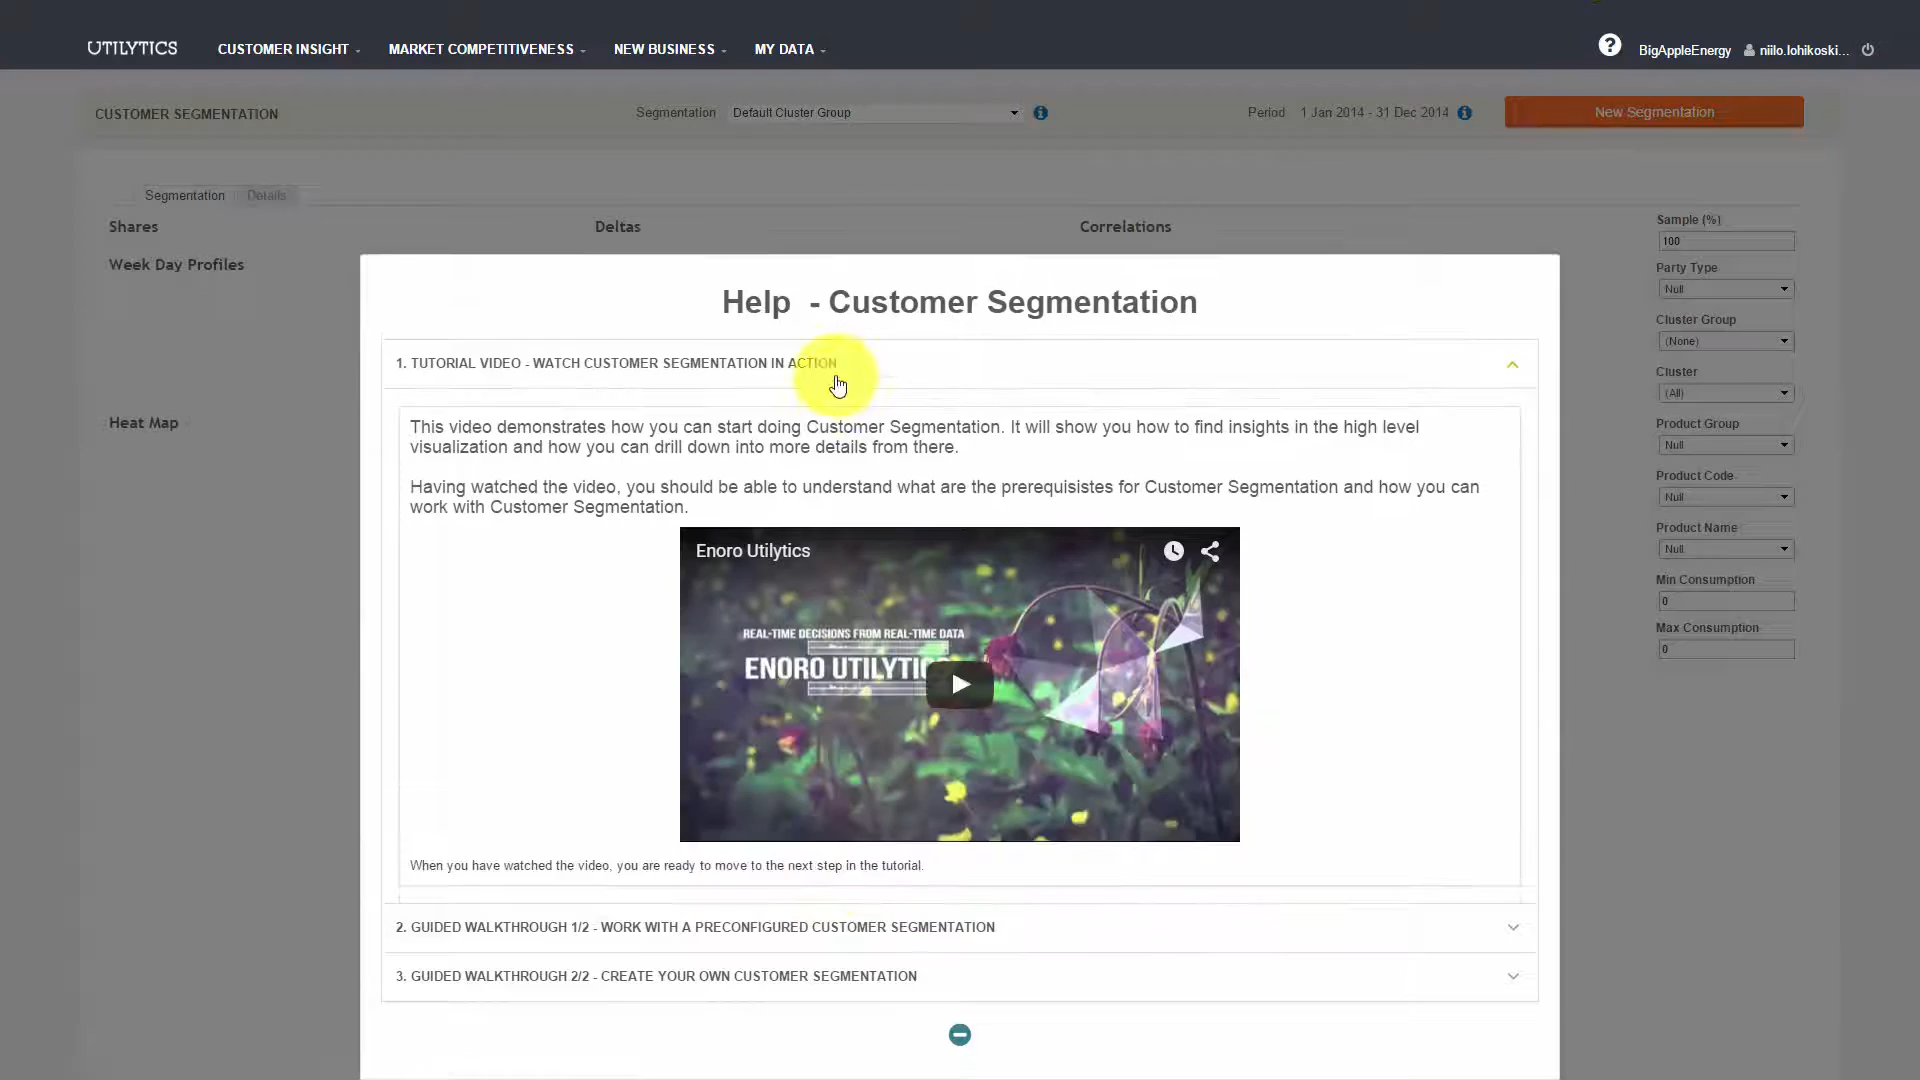 UTILYTICS CUSTOMER INSIGHT MARKET COMPETITIVENESS NEW BUSINESS MY DATA ? BigAppleEnergy niilo.lohikoski...
CUSTOMER SEGMENTATION Segmentation Default Cluster Group Period 1 Jan 2014 - 31 Dec 2014 New Segmentation
Segmentation Details
Shares Deltas Correlations
Week Day Profiles
Heat Map
Sample (%)
100
Party Type
Null
Cluster Group
(None)
Cluster
(All)
Product Group
Null
Product Code
Null
Product Name
Null
Min Consumption
0
Max Consumption
0
Help - Customer Segmentation
1. TUTORIAL VIDEO - WATCH CUSTOMER SEGMENTATION IN ACTION
This video demonstrates how you can start doing Customer Segmentation. It will show you how to find insights in the high level
visualization and how you can drill down into more details from there.
Having watched the video, you should be able to understand what are the prerequisistes for Customer Segmentation and how you can
work with Customer Segmentation.
Enoro Utilytics
REAL-TIME DECISIONS FROM REAL-TIME DATA
ENORO UTILYTIC
When you have watched the video, you are ready to move to the next step in the tutorial.
2. GUIDED WALKTHROUGH 1/2 - WORK WITH A PRECONFIGURED CUSTOMER SEGMENTATION
3. GUIDED WALKTHROUGH 2/2 - CREATE YOUR OWN CUSTOMER SEGMENTATION